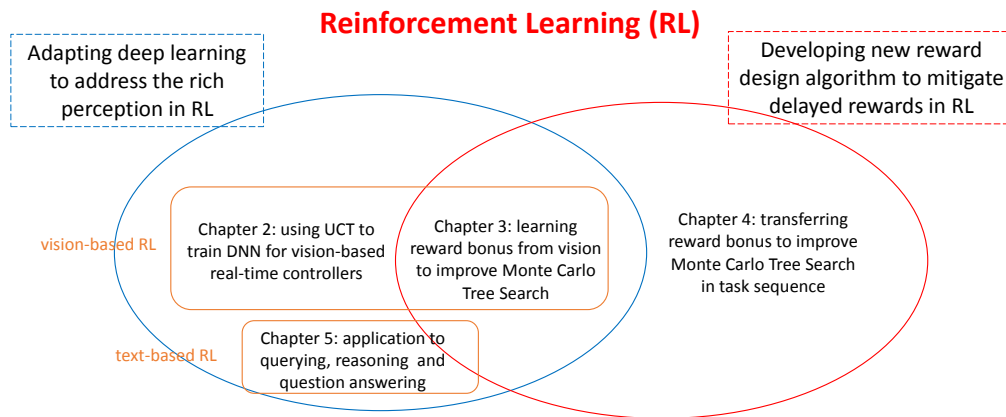 Reinforcement Learning (RL)
Adapting deep learning
to address the rich
perception in RL
Developing new reward
design algorithm to mitigate
delayed rewards in RL
vision-based RL
Chapter 2: using UCT to
train DNN for vision-based
real-time controllers
Chapter 3: learning
reward bonus from vision
to improve Monte Carlo
Tree Search
Chapter 4: transferring
reward bonus to improve
Monte Carlo Tree Search
in task sequence
text-based RL
Chapter 5: application to
querying, reasoning and
question answering